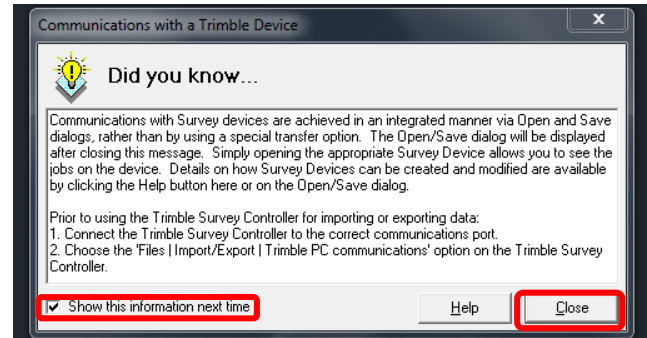 Communications with a Trimble Device
x
Did you know...
Communications with Survey devices are achieved in an integrated manner via Open and Save
dialogs, rather than by using a special transfer option.  The Open/Save dialog will be displayed
after closing this message.  Simply opening the appropriate Survey Device allows you to see the
jobs on the device.  Details on how Survey Devices can be created and modified are available
by clicking the Help button here or on the Open/Save dialog.
Prior to using the Trimble Survey Controller for importing or exporting data:
1. Connect the Trimble Survey Controller to the correct communications port.
2. Choose the 'Files | Import/Export | Trimble PC communications' option on the Trimble Survey
Controller.
Show this information next time
Help
Close